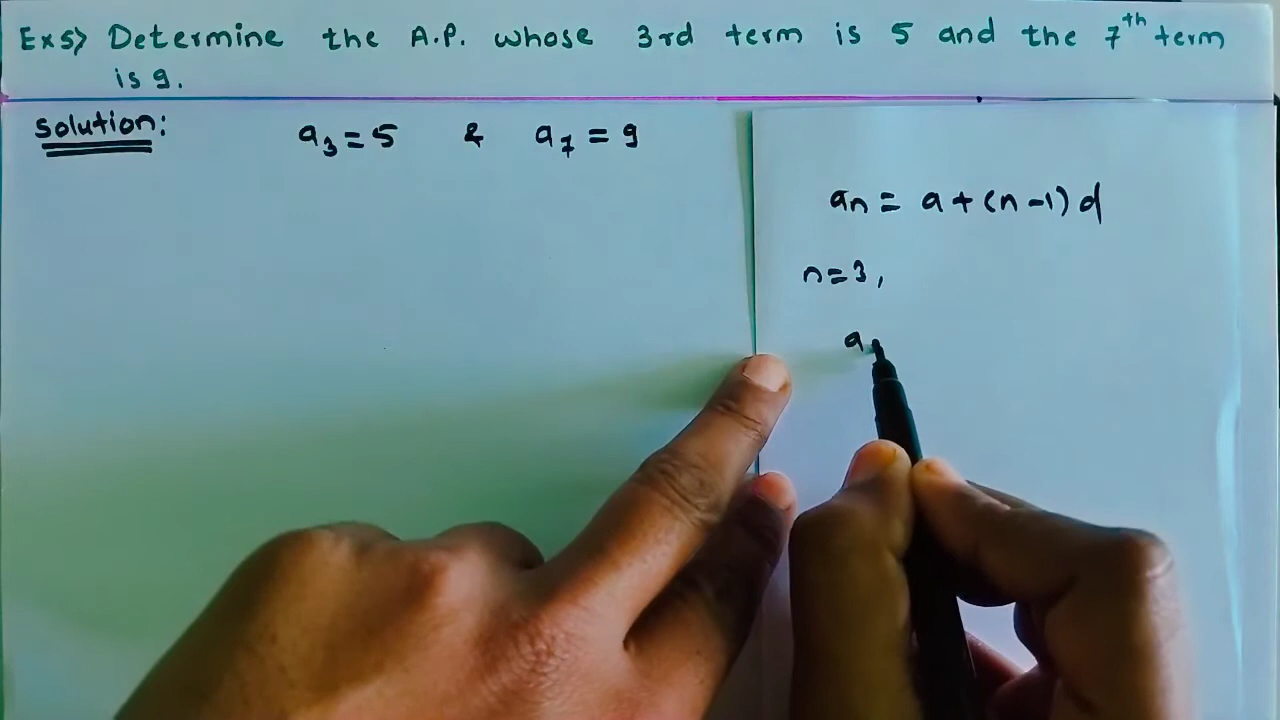 Ex5> Determine the A.P. whose 3rd term is 5 and the 7th term
is 9.
Solution:
a3 = 5 & a7 = 9
an = a + (n-1) d
n=3,
a